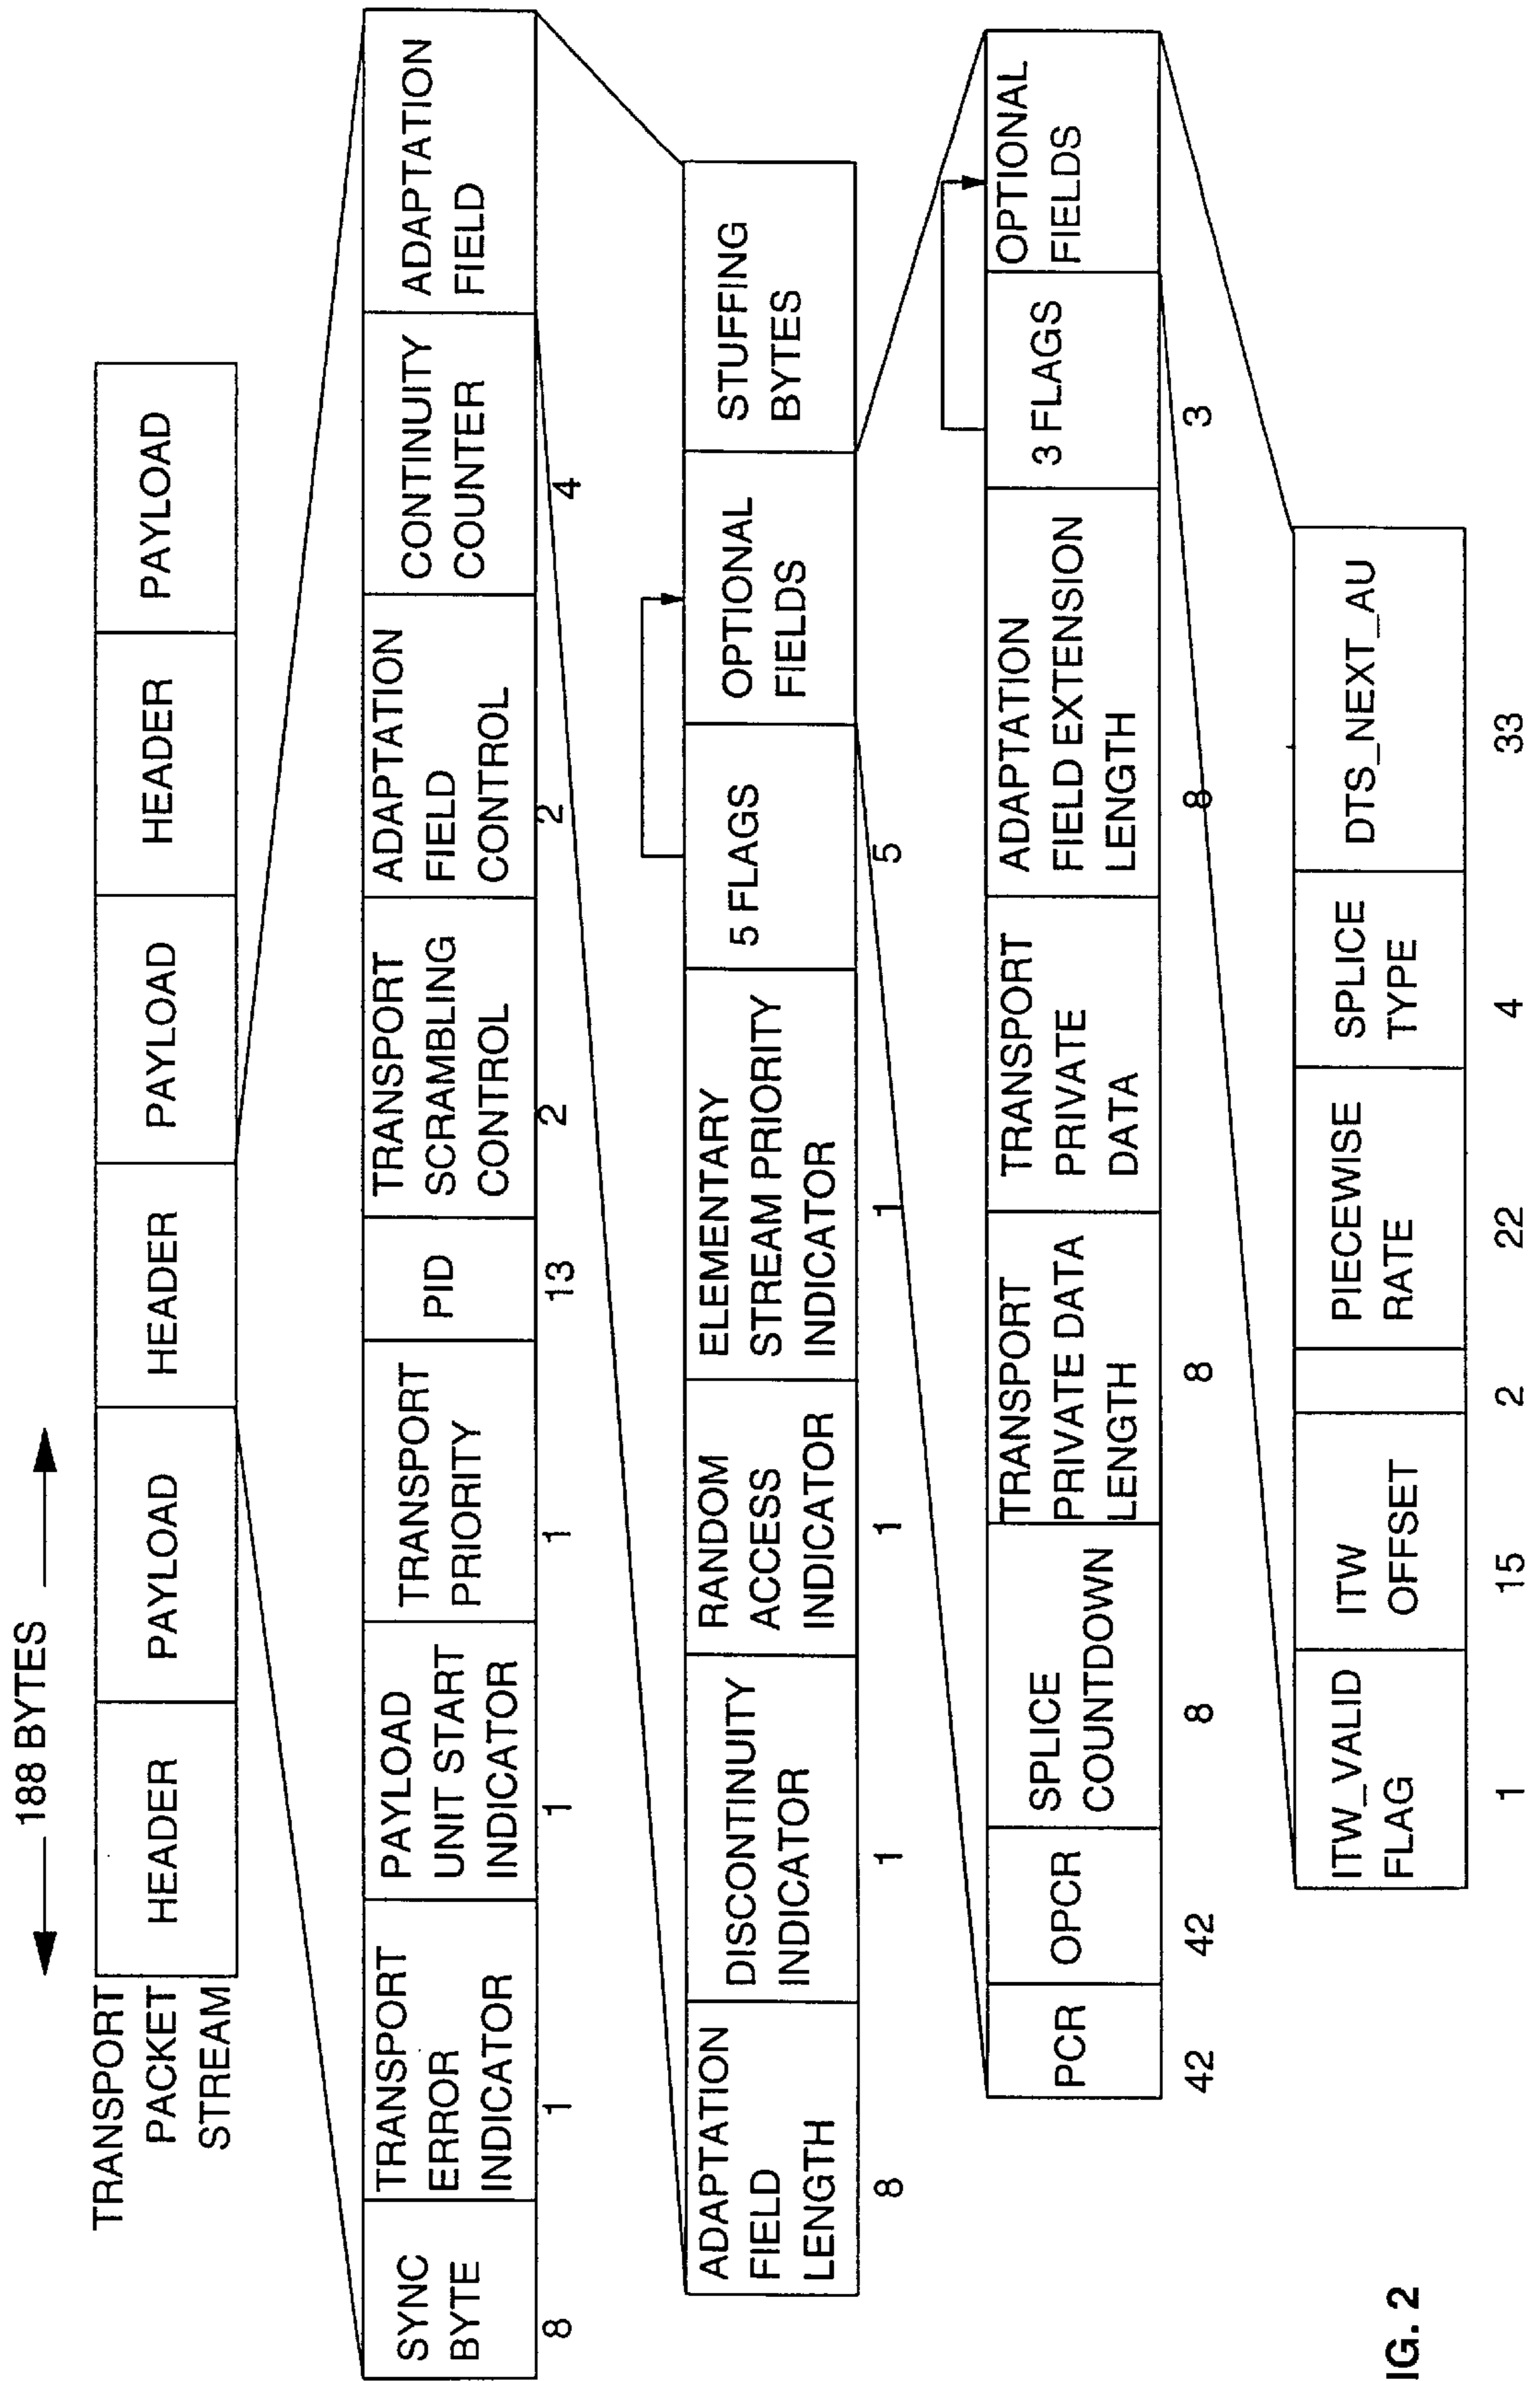 188 BYTES
TRANSPORT
PACKET
STREAM
HEADER
PAYLOAD
HEADER
PAYLOAD
HEADER
PAYLOAD
SYNC
BYTE
8
TRANSPORT
ERROR
INDICATOR
1
PAYLOAD
UNIT START
INDICATOR
1
TRANSPORT
PRIORITY
1
PID
13
TRANSPORT
SCRAMBLING
CONTROL
2
ADAPTATION
FIELD
CONTROL
2
CONTINUITY
COUNTER
4
ADAPTATION
FIELD
ADAPTATION
FIELD
LENGTH
8
DISCONTINUITY
INDICATOR
1
RANDOM
ACCESS
INDICATOR
1
ELEMENTARY
STREAM PRIORITY
INDICATOR
1
5 FLAGS
5
OPTIONAL
FIELDS
STUFFING
BYTES
PCR
42
OPCR
42
SPLICE
COUNTDOWN
8
TRANSPORT
PRIVATE DATA
LENGTH
8
TRANSPORT
PRIVATE
DATA
ADAPTATION
FIELD EXTENSION
LENGTH
8
3 FLAGS
3
OPTIONAL
FIELDS
ITW_VALID
FLAG
1
ITW
OFFSET
15
2
PIECEWISE
RATE
22
SPLICE
TYPE
4
DTS_NEXT_AU
33
IG. 2